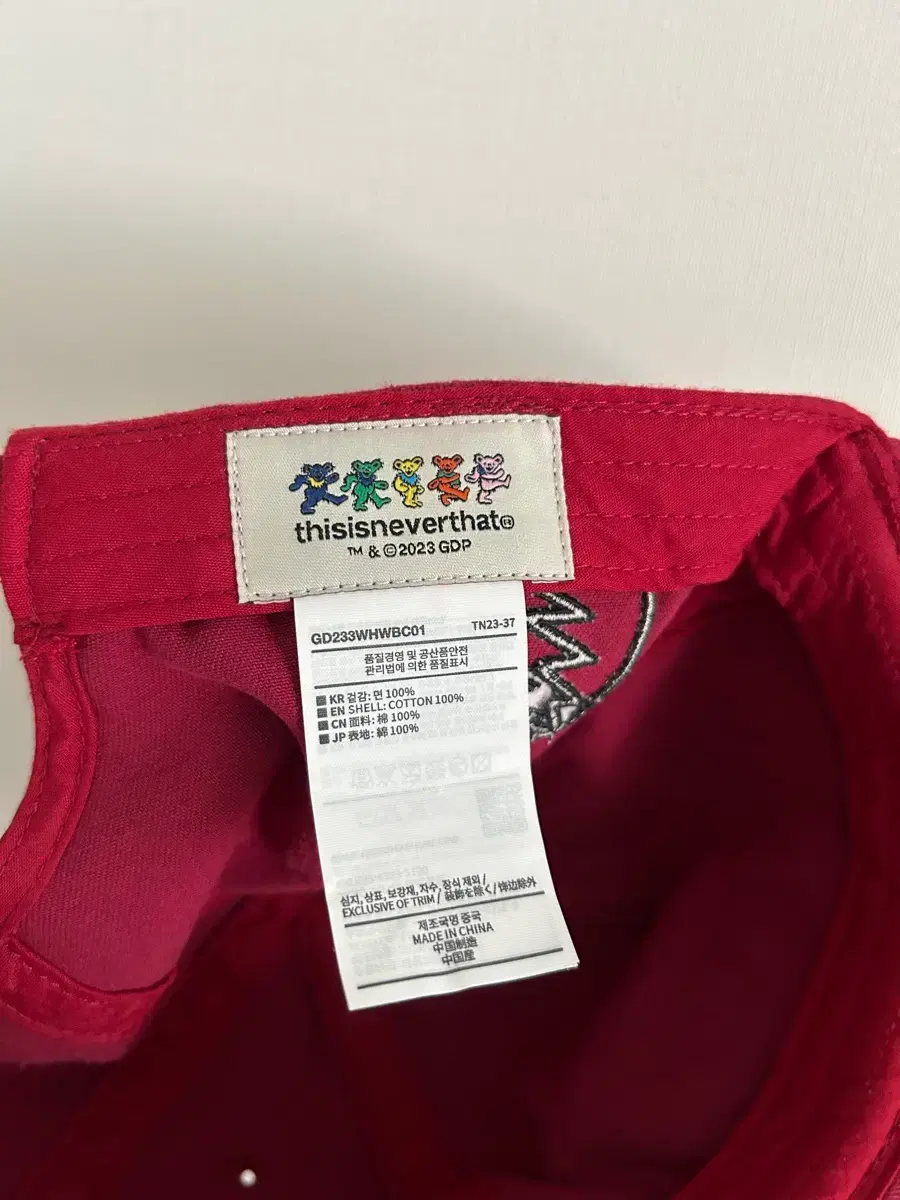 thisisneverthat®
™ & ©2023 GDP
GD233WHWBC01 TN23-37
품질경영 및 공산품안전
관리법에 의한 품질표시
KR 겉감: 면 100%
EN SHELL: COTTON 100%
CN 面料: 棉 100%
JP 表地: 綿 100%
심지, 상표, 보강재, 자수, 장식 제외 /
EXCLUSIVE OF TRIM / 装飾を除く / 饰边除外
제조국명 중국
MADE IN CHINA
中国制造
中国産